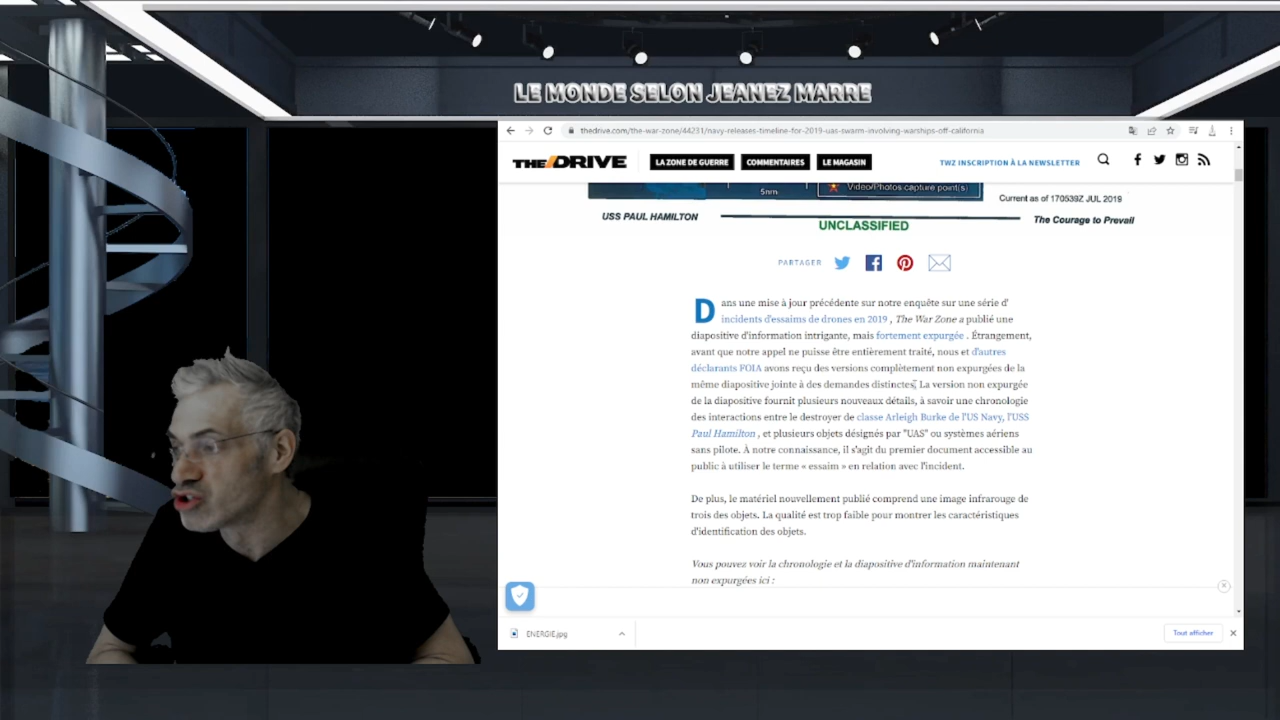 LE MONDE SELON JEANEZ MARRE
thedrive.com/the-war-zone/44231/navy-releases-timeline-for-2019-uas-swarm-involving-warships-off-california
THE DRIVE
LA ZONE DE GUERRE
COMMENTAIRES
LE MAGASIN
TWZ INSCRIPTION À LA NEWSLETTER
5nm
Video/Photos capture point(s)
Current as of 170539Z JUL 2019
USS PAUL HAMILTON
The Courage to Prevail
UNCLASSIFIED
PARTAGER
Dans une mise à jour précédente sur notre enquête sur une série d'
incidents d'essaims de drones en 2019 , The War Zone a publié une
diapositive d'information intrigante, mais fortement expurgée . Étrangement,
avant que notre appel ne puisse être entièrement traité, nous et d'autres
déclarants FOIA avons reçu des versions complètement non expurgées de la
même diapositive jointe à des demandes distinctes. La version non expurgée
de la diapositive fournit plusieurs nouveaux détails, à savoir une chronologie
des interactions entre le destroyer de classe Arleigh Burke de l'US Navy, l'USS
Paul Hamilton , et plusieurs objets désignés par "UAS" ou systèmes aériens
sans pilote. À notre connaissance, il s'agit du premier document accessible au
public à utiliser le terme « essaim » en relation avec l'incident.
De plus, le matériel nouvellement publié comprend une image infrarouge de
trois des objets. La qualité est trop faible pour montrer les caractéristiques
d'identification des objets.
Vous pouvez voir la chronologie et la diapositive d'information maintenant
non expurgées ici :
ENERGIE.jpg
Tout afficher